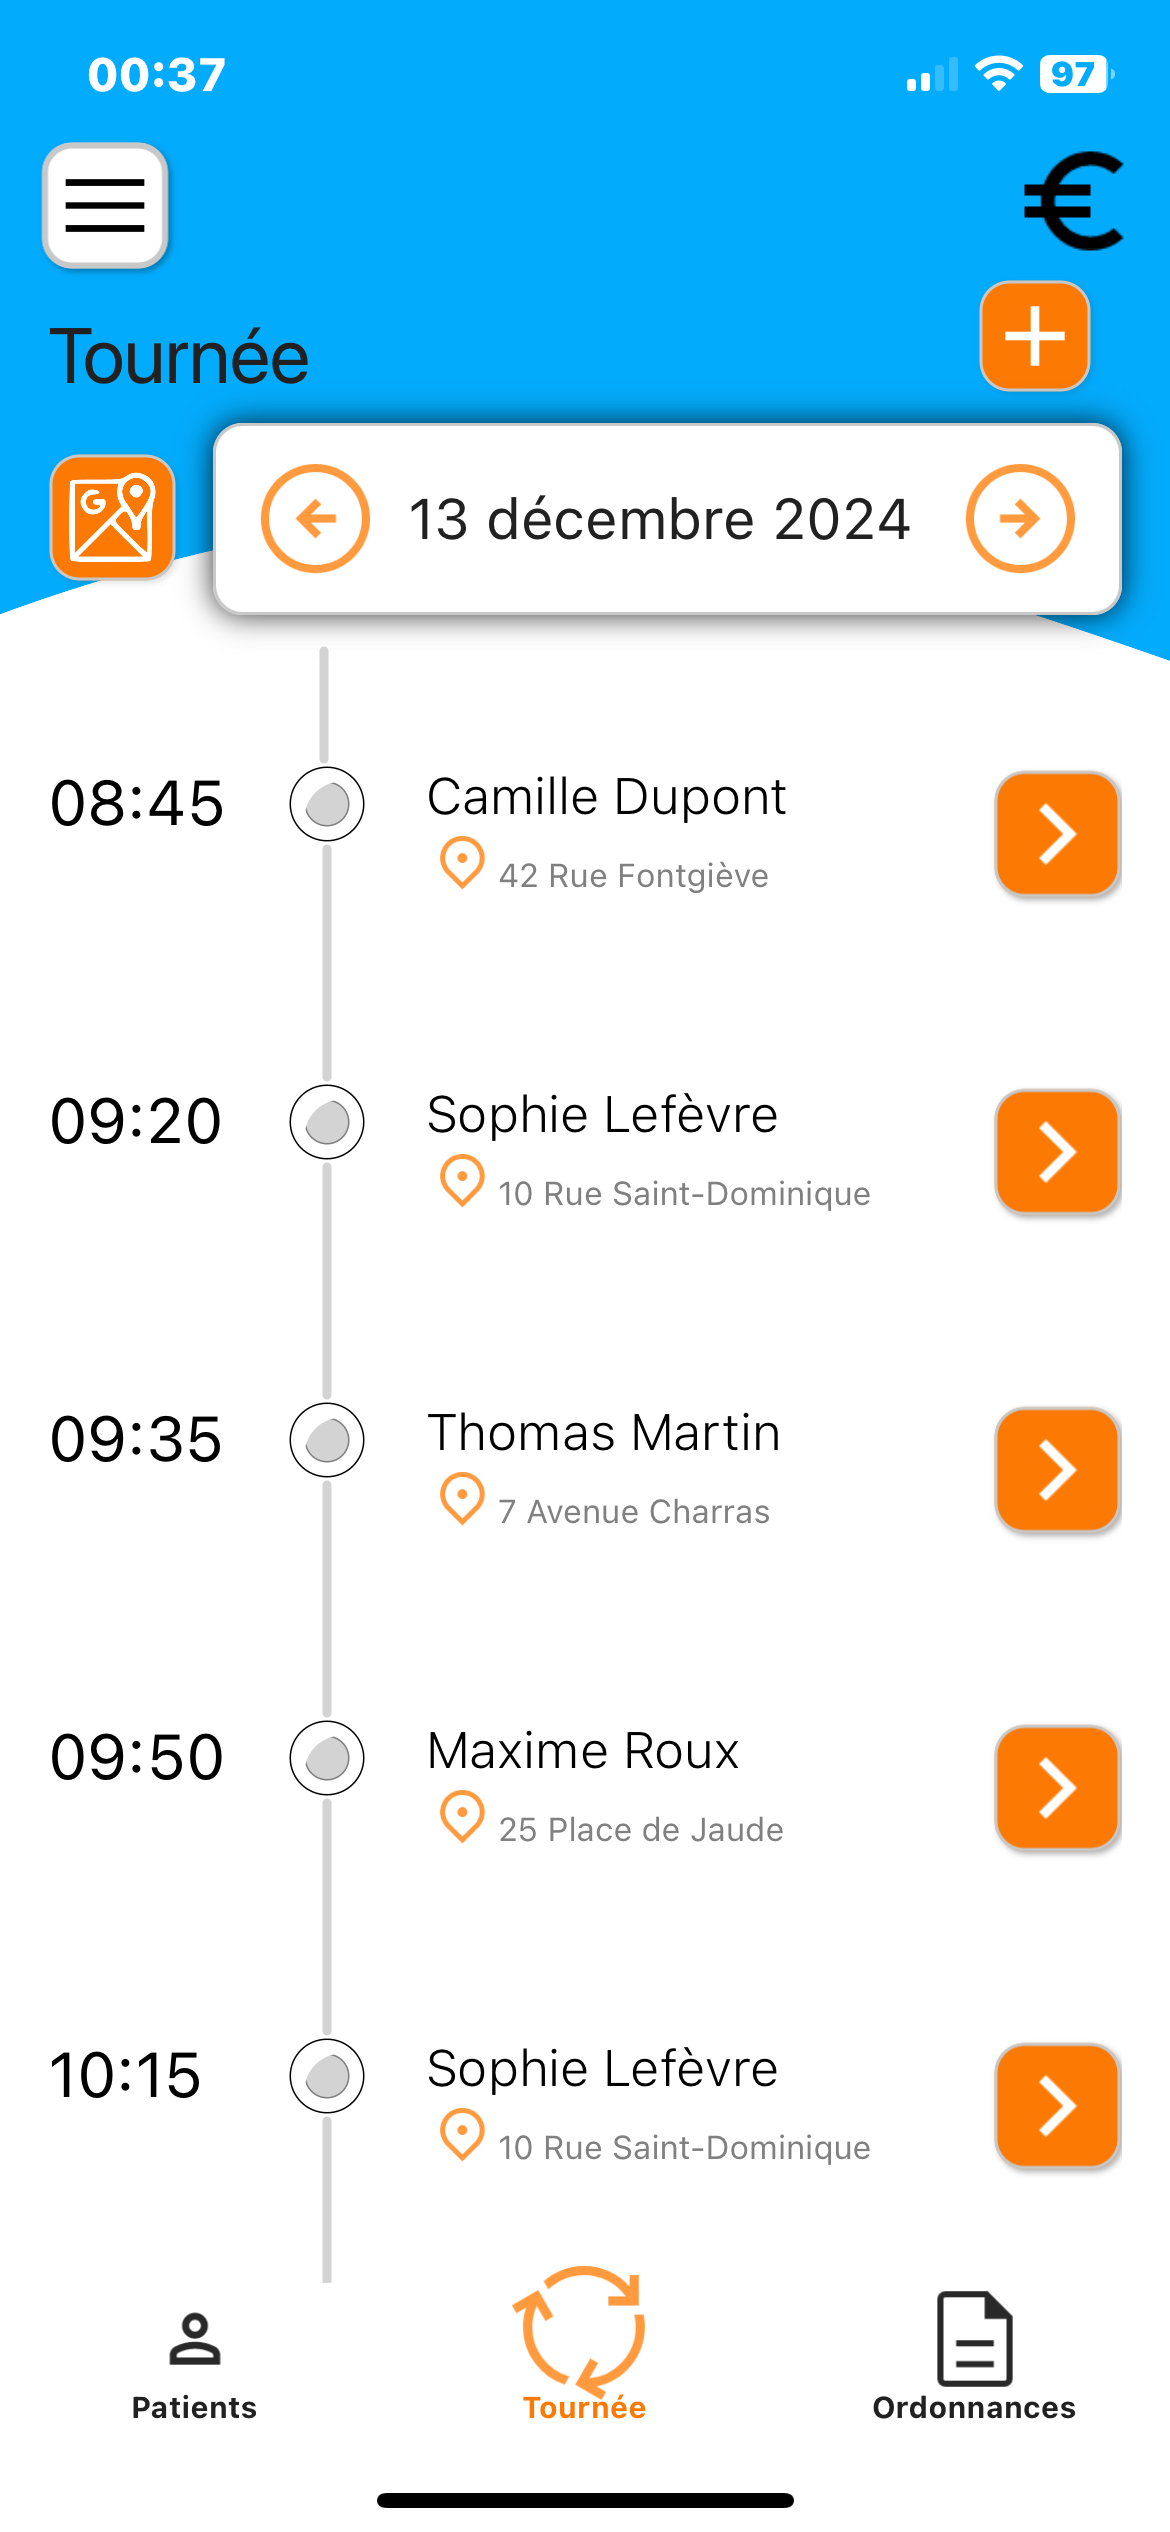 00:37
97
€
Tournée
G
13 décembre 2024
08:45
Camille Dupont
42 Rue Fontgiève
09:20
Sophie Lefèvre
10 Rue Saint-Dominique
09:35
Thomas Martin
7 Avenue Charras
09:50
Maxime Roux
25 Place de Jaude
10:15
Sophie Lefèvre
10 Rue Saint-Dominique
Patients
Tournée
Ordonnances